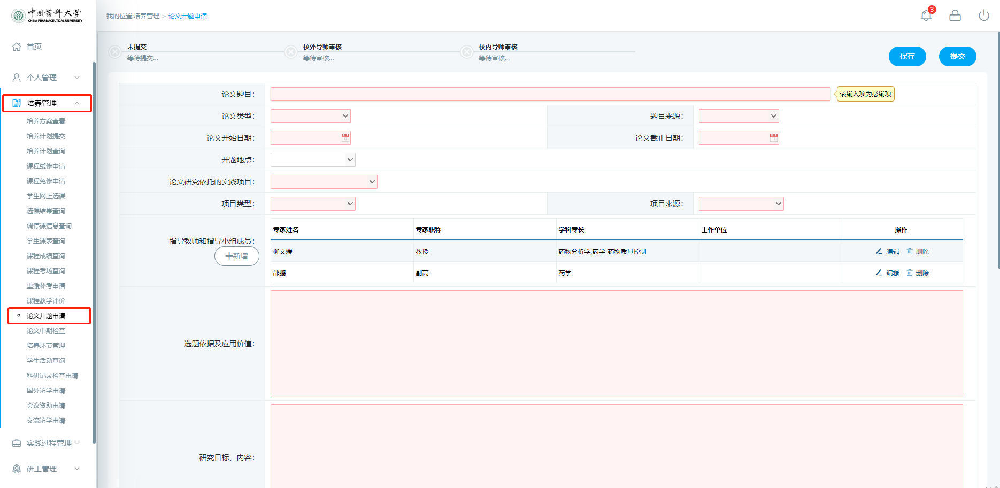 中国药科大学
CHINA PHARMACEUTICAL UNIVERSITY
我的位置:培养管理 > 论文开题申请
3
首页
个人管理
培养管理
培养方案查看
培养计划提交
培养计划查询
课程缓修申请
课程免修申请
学生网上选课
选课结果查询
调停课信息查询
学生课表查询
课程成绩查询
课程考场查询
重缓补考申请
课程教学评价
论文开题申请
论文中期检查
培养环节管理
学生活动查询
科研记录检查申请
国外访学申请
会议资助申请
交流访学申请
实践过程管理
研工管理
未提交
等待提交...
校外导师审核
等待审核...
校内导师审核
等待审核...
保存
提交
论文题目：
该输入项为必输项
论文类型：
题目来源：
论文开始日期：
论文截止日期：
开题地点：
论文研究依托的实践项目：
项目类型：
项目来源：
指导教师和指导小组成员：
新增
专家姓名 专家职称 学科专长 工作单位 操作
柳文媛 教授 药物分析学,药学-药物质量控制 编辑 删除
邵鹏 副高 药学, 编辑 删除
选题依据及应用价值：
研究目标、内容：